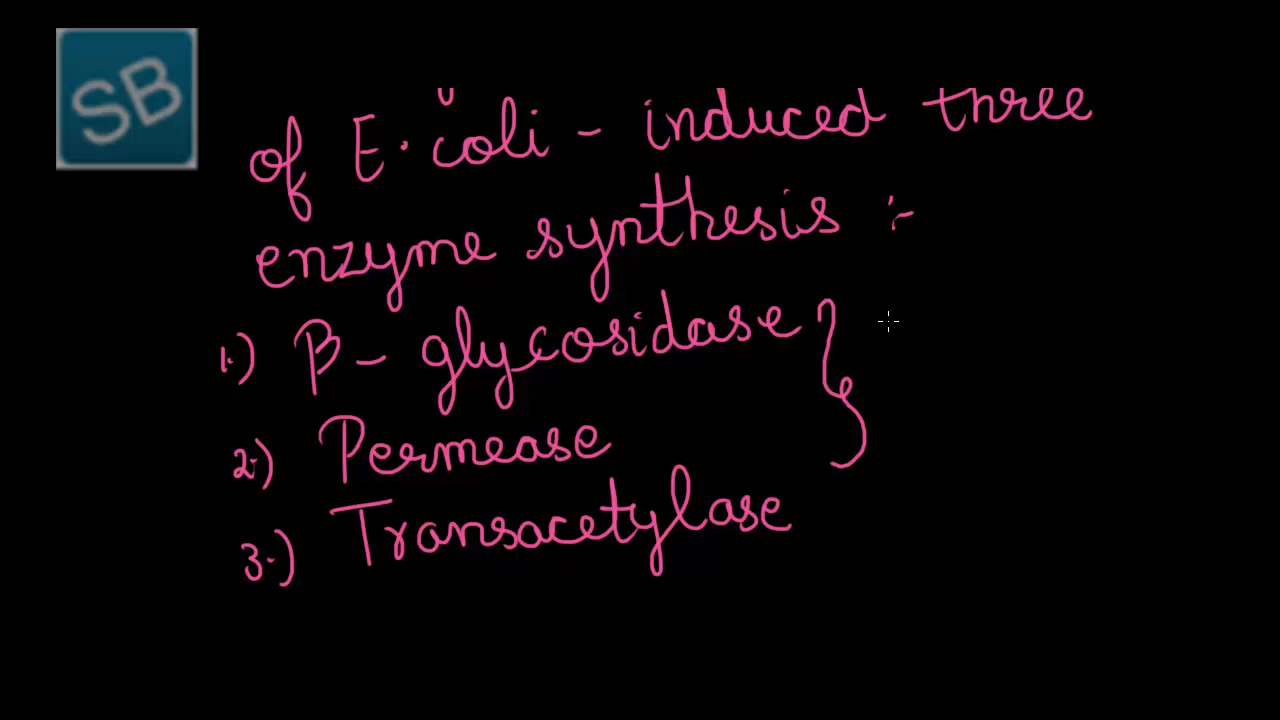 SB
of E. coli - induced three
enzyme synthesis :-
1.) β - glycosidase }
2.) Permease
3.) Transacetylase